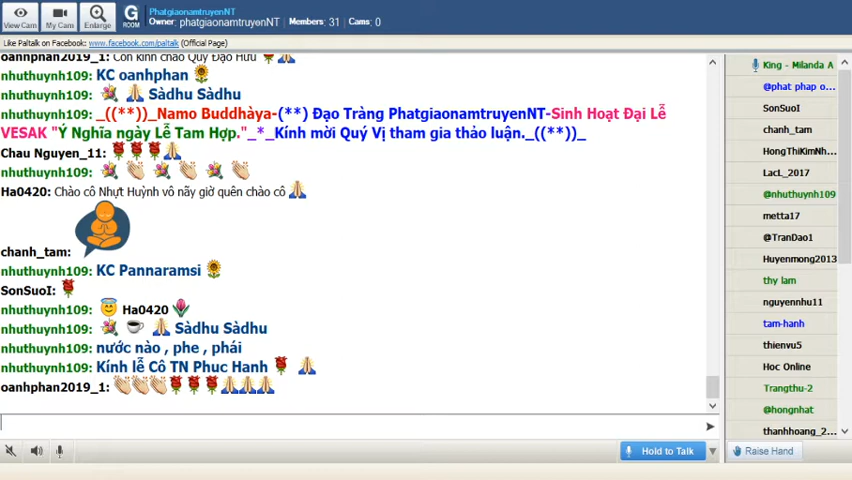 PhatgiaonamtruyenNT
Owner: phatgiaonamtruyenNT Members: 31 Cams: 0
View Cam My Cam Enlarge G ROOM
Like Paltalk on Facebook: www.facebook.com/paltalk (Official Page)
oanhphan2019_1: Con kính chào Quý Đạo Hữu
nhuthuynh109: KC oanhphan
nhuthuynh109: Sàdhu Sàdhu
nhuthuynh109: _((**))_Namo Buddhàya-(**) Đạo Tràng PhatgiaonamtruyenNT-Sinh Hoạt Đại Lễ
VESAK "Ý Nghĩa ngày Lễ Tam Hợp."_*_Kính mời Quý Vị tham gia thảo luận._((**))_
Chau Nguyen_11:
nhuthuynh109:
Ha0420: Chào cô Nhựt Huỳnh vô nãy giờ quên chào cô
chanh_tam:
nhuthuynh109: KC Pannaramsi
SonSuoI:
nhuthuynh109: Ha0420
nhuthuynh109: Sàdhu Sàdhu
nhuthuynh109: nước nào , phe , phái
nhuthuynh109: Kính lễ Cô TN Phuc Hanh
oanhphan2019_1:
Hold to Talk
King - Milanda A
@phat phap o...
SonSuoI
chanh_tam
HongThiKimNh...
LacL_2017
@nhuthuynh109
metta17
@TranDao1
Huyenmong2013
thy lam
nguyennhu11
tam-hanh
thienvu5
Hoc Online
Trangthu-2
@hongnhat
thanhhoang_2...
Raise Hand